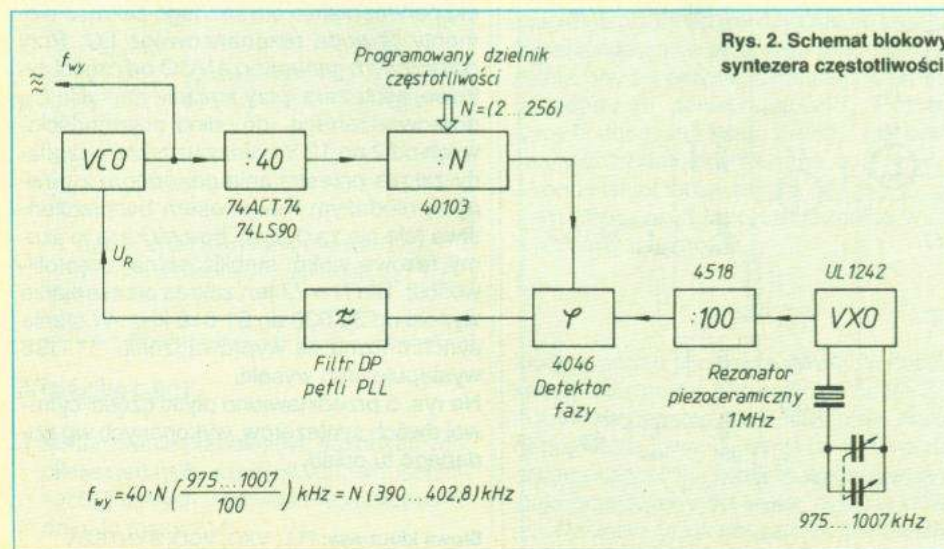 Rys. 2. Schemat blokowy
syntezera częstotliwości
f_wy
Programowany dzielnik
częstotliwości
N=(2...256)
VCO
:40
:N
74ACT74
74LS90
40103
U_R
4518
UL1242
≈
φ
:100
VXO
Filtr DP
pętli PLL
4046
Detektor
fazy
Rezonator
piezoceramiczny
1MHz
f_wy=40·N(975...1007/100) kHz=N(390...402,8)kHz
975...1007kHz